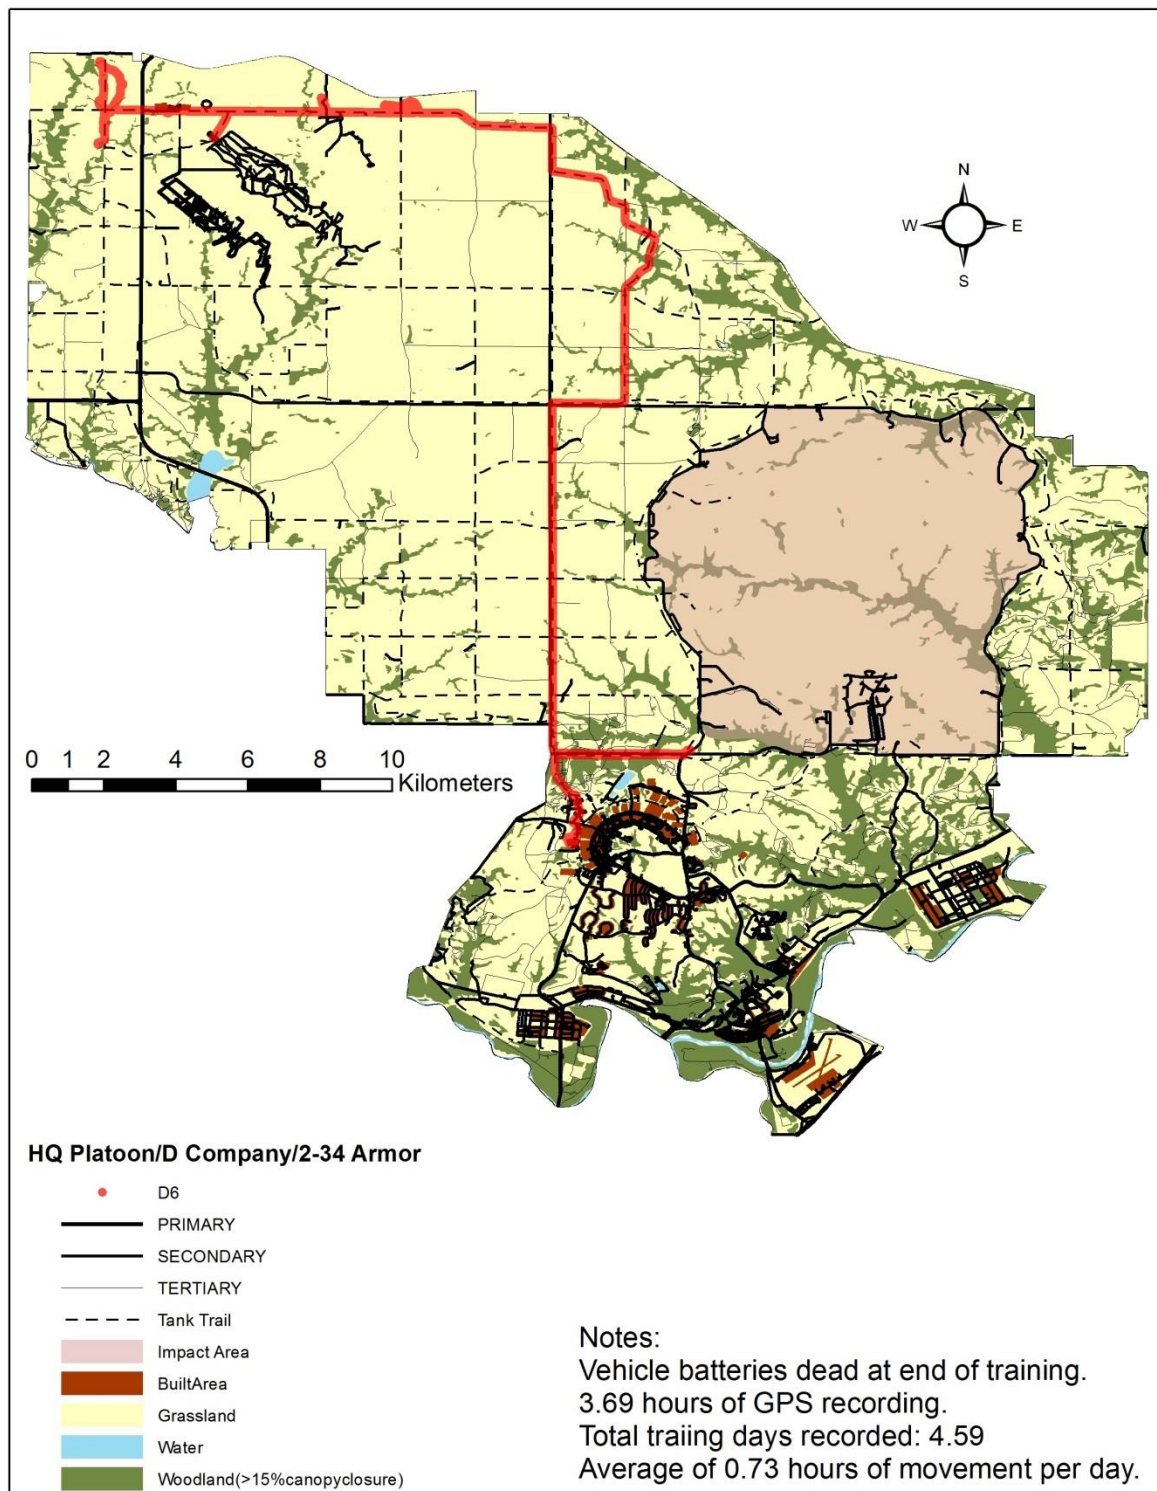 N
W E
S
0 1 2 4 6 8 10
Kilometers
HQ Platoon/D Company/2-34 Armor
D6
PRIMARY
SECONDARY
TERTIARY
Tank Trail
Impact Area
BuiltArea
Grassland
Water
Woodland(>15%canopyclosure)
Notes:
Vehicle batteries dead at end of training.
3.69 hours of GPS recording.
Total traiing days recorded: 4.59
Average of 0.73 hours of movement per day.